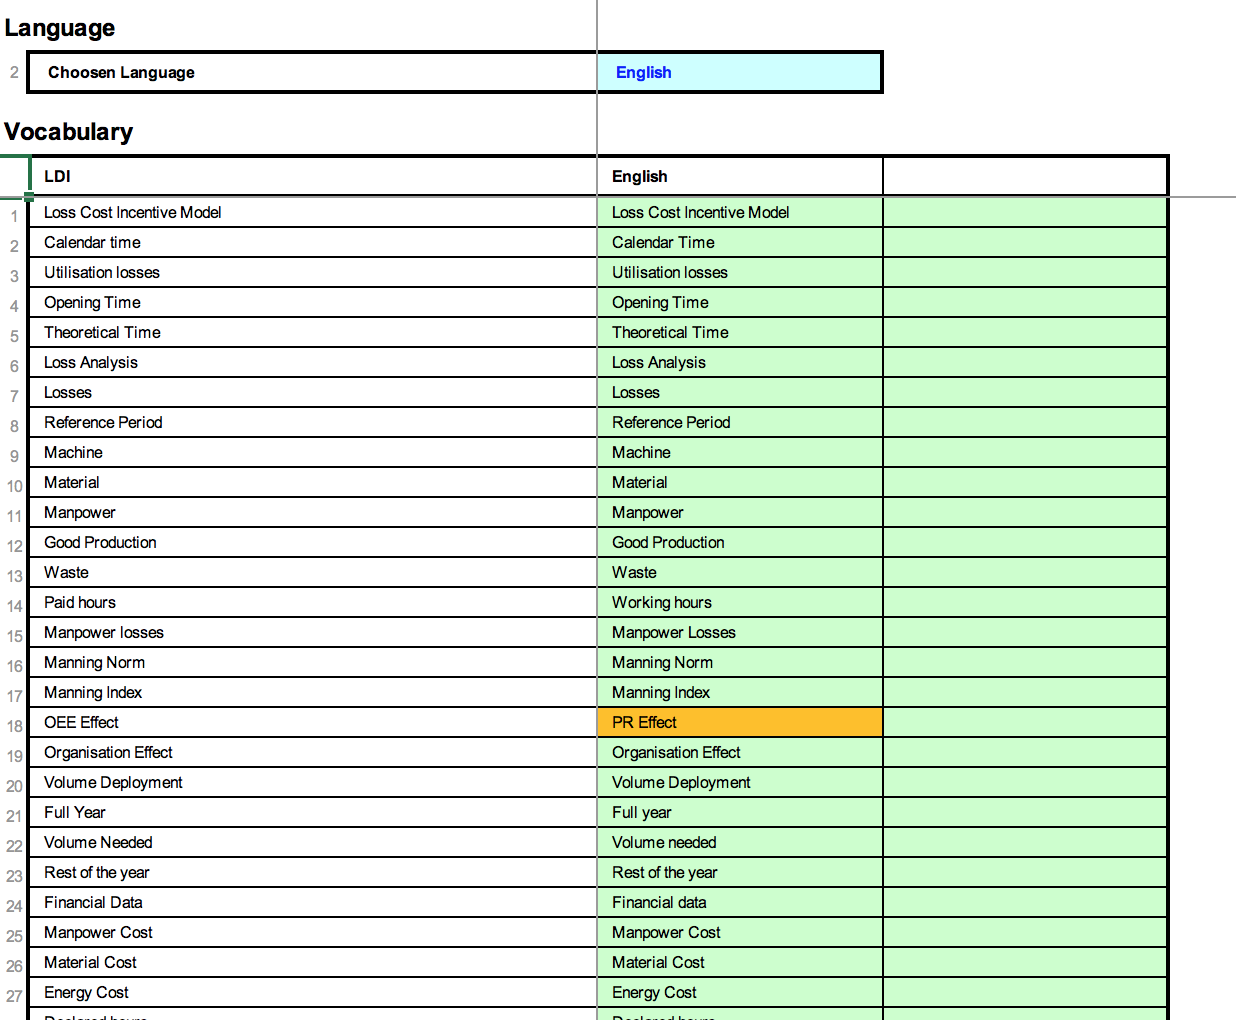 Language
2 Choosen Language English
Vocabulary
LDI English
1 Loss Cost Incentive Model Loss Cost Incentive Model
2 Calendar time Calendar Time
3 Utilisation losses Utilisation losses
4 Opening Time Opening Time
5 Theoretical Time Theoretical Time
6 Loss Analysis Loss Analysis
7 Losses Losses
8 Reference Period Reference Period
9 Machine Machine
10 Material Material
11 Manpower Manpower
12 Good Production Good Production
13 Waste Waste
14 Paid hours Working hours
15 Manpower losses Manpower Losses
16 Manning Norm Manning Norm
17 Manning Index Manning Index
18 OEE Effect PR Effect
19 Organisation Effect Organisation Effect
20 Volume Deployment Volume Deployment
21 Full Year Full year
22 Volume Needed Volume needed
23 Rest of the year Rest of the year
24 Financial Data Financial data
25 Manpower Cost Manpower Cost
26 Material Cost Material Cost
27 Energy Cost Energy Cost